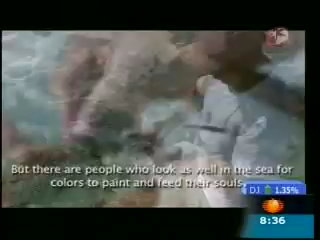 But there are people who look as well in the sea for
colors to paint and feed their souls.
DJ 1.35%
8:36